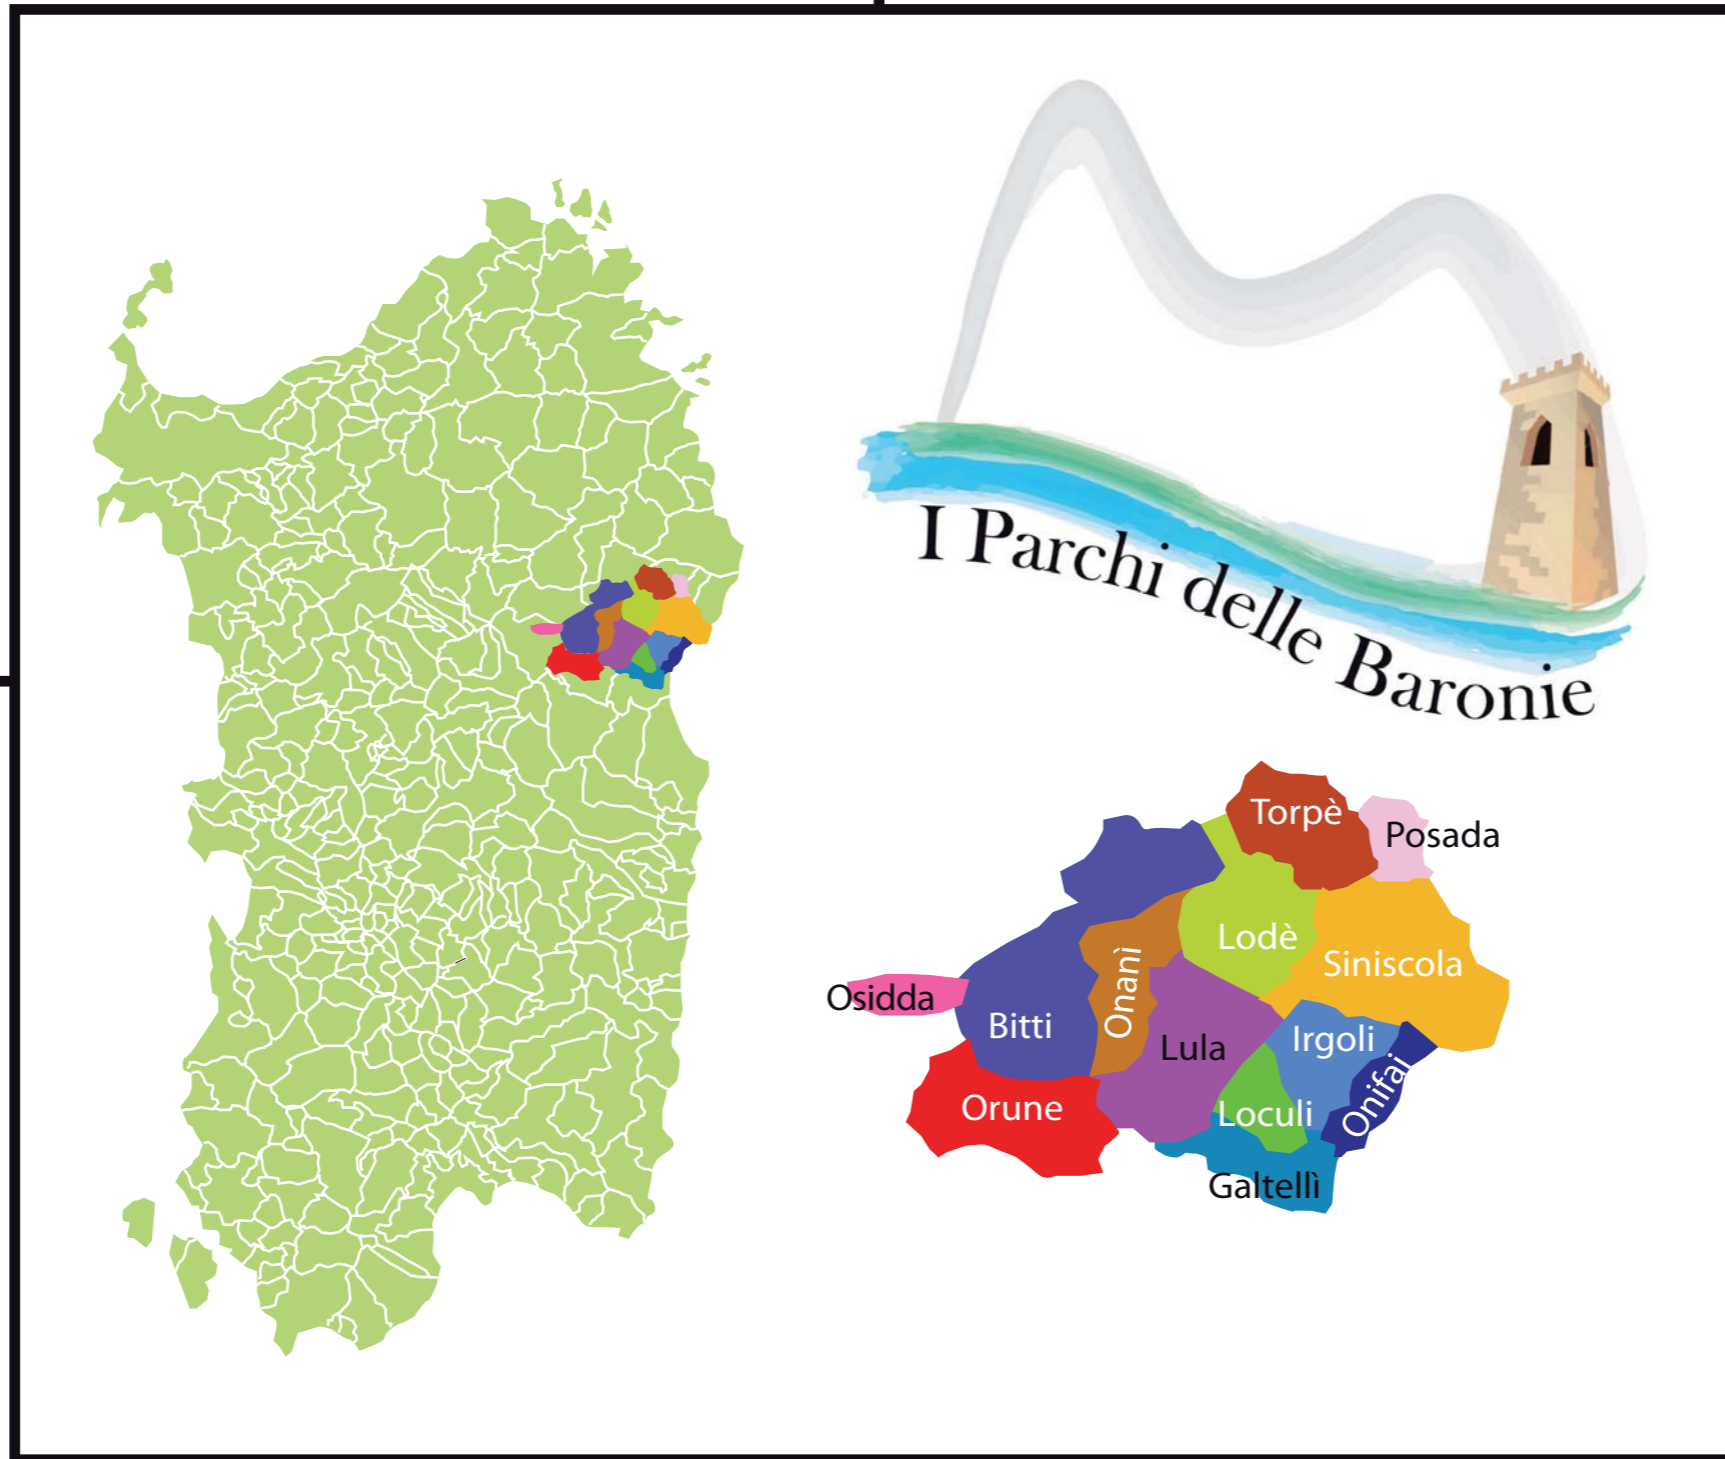 I Parchi delle Baronie
Torpè
Posada
Lodè
Siniscola
Onanì
Osidda
Bitti
Lula
Irgoli
Onifai
Orune
Loculi
Galtellì